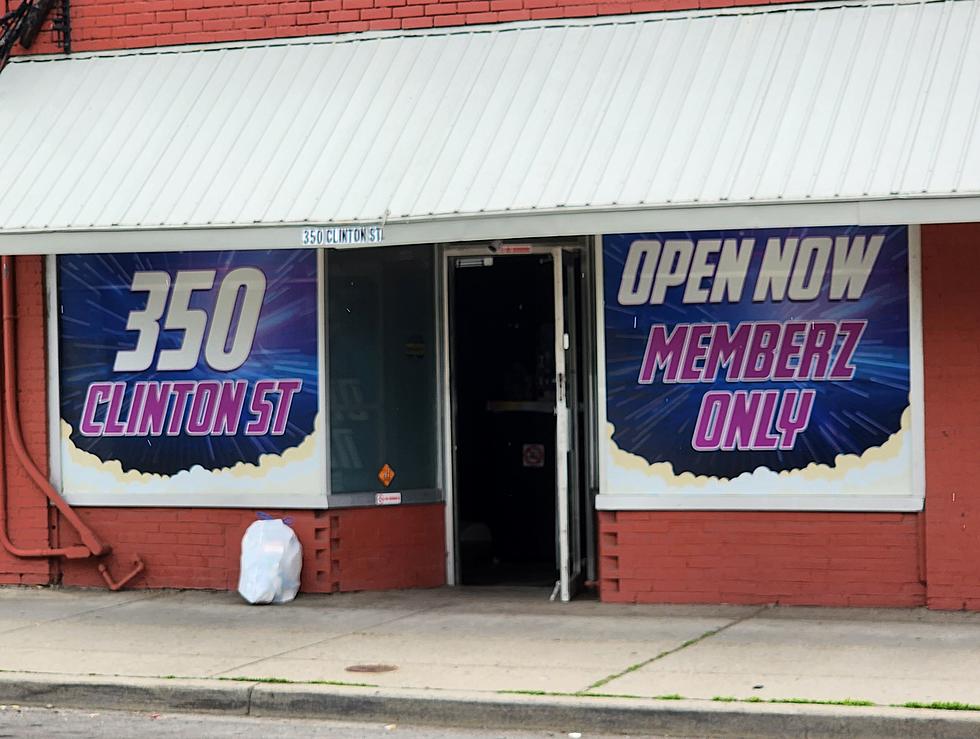 350 CLINTON ST
350
CLINTON ST
OPEN NOW
MEMBERZ
ONLY